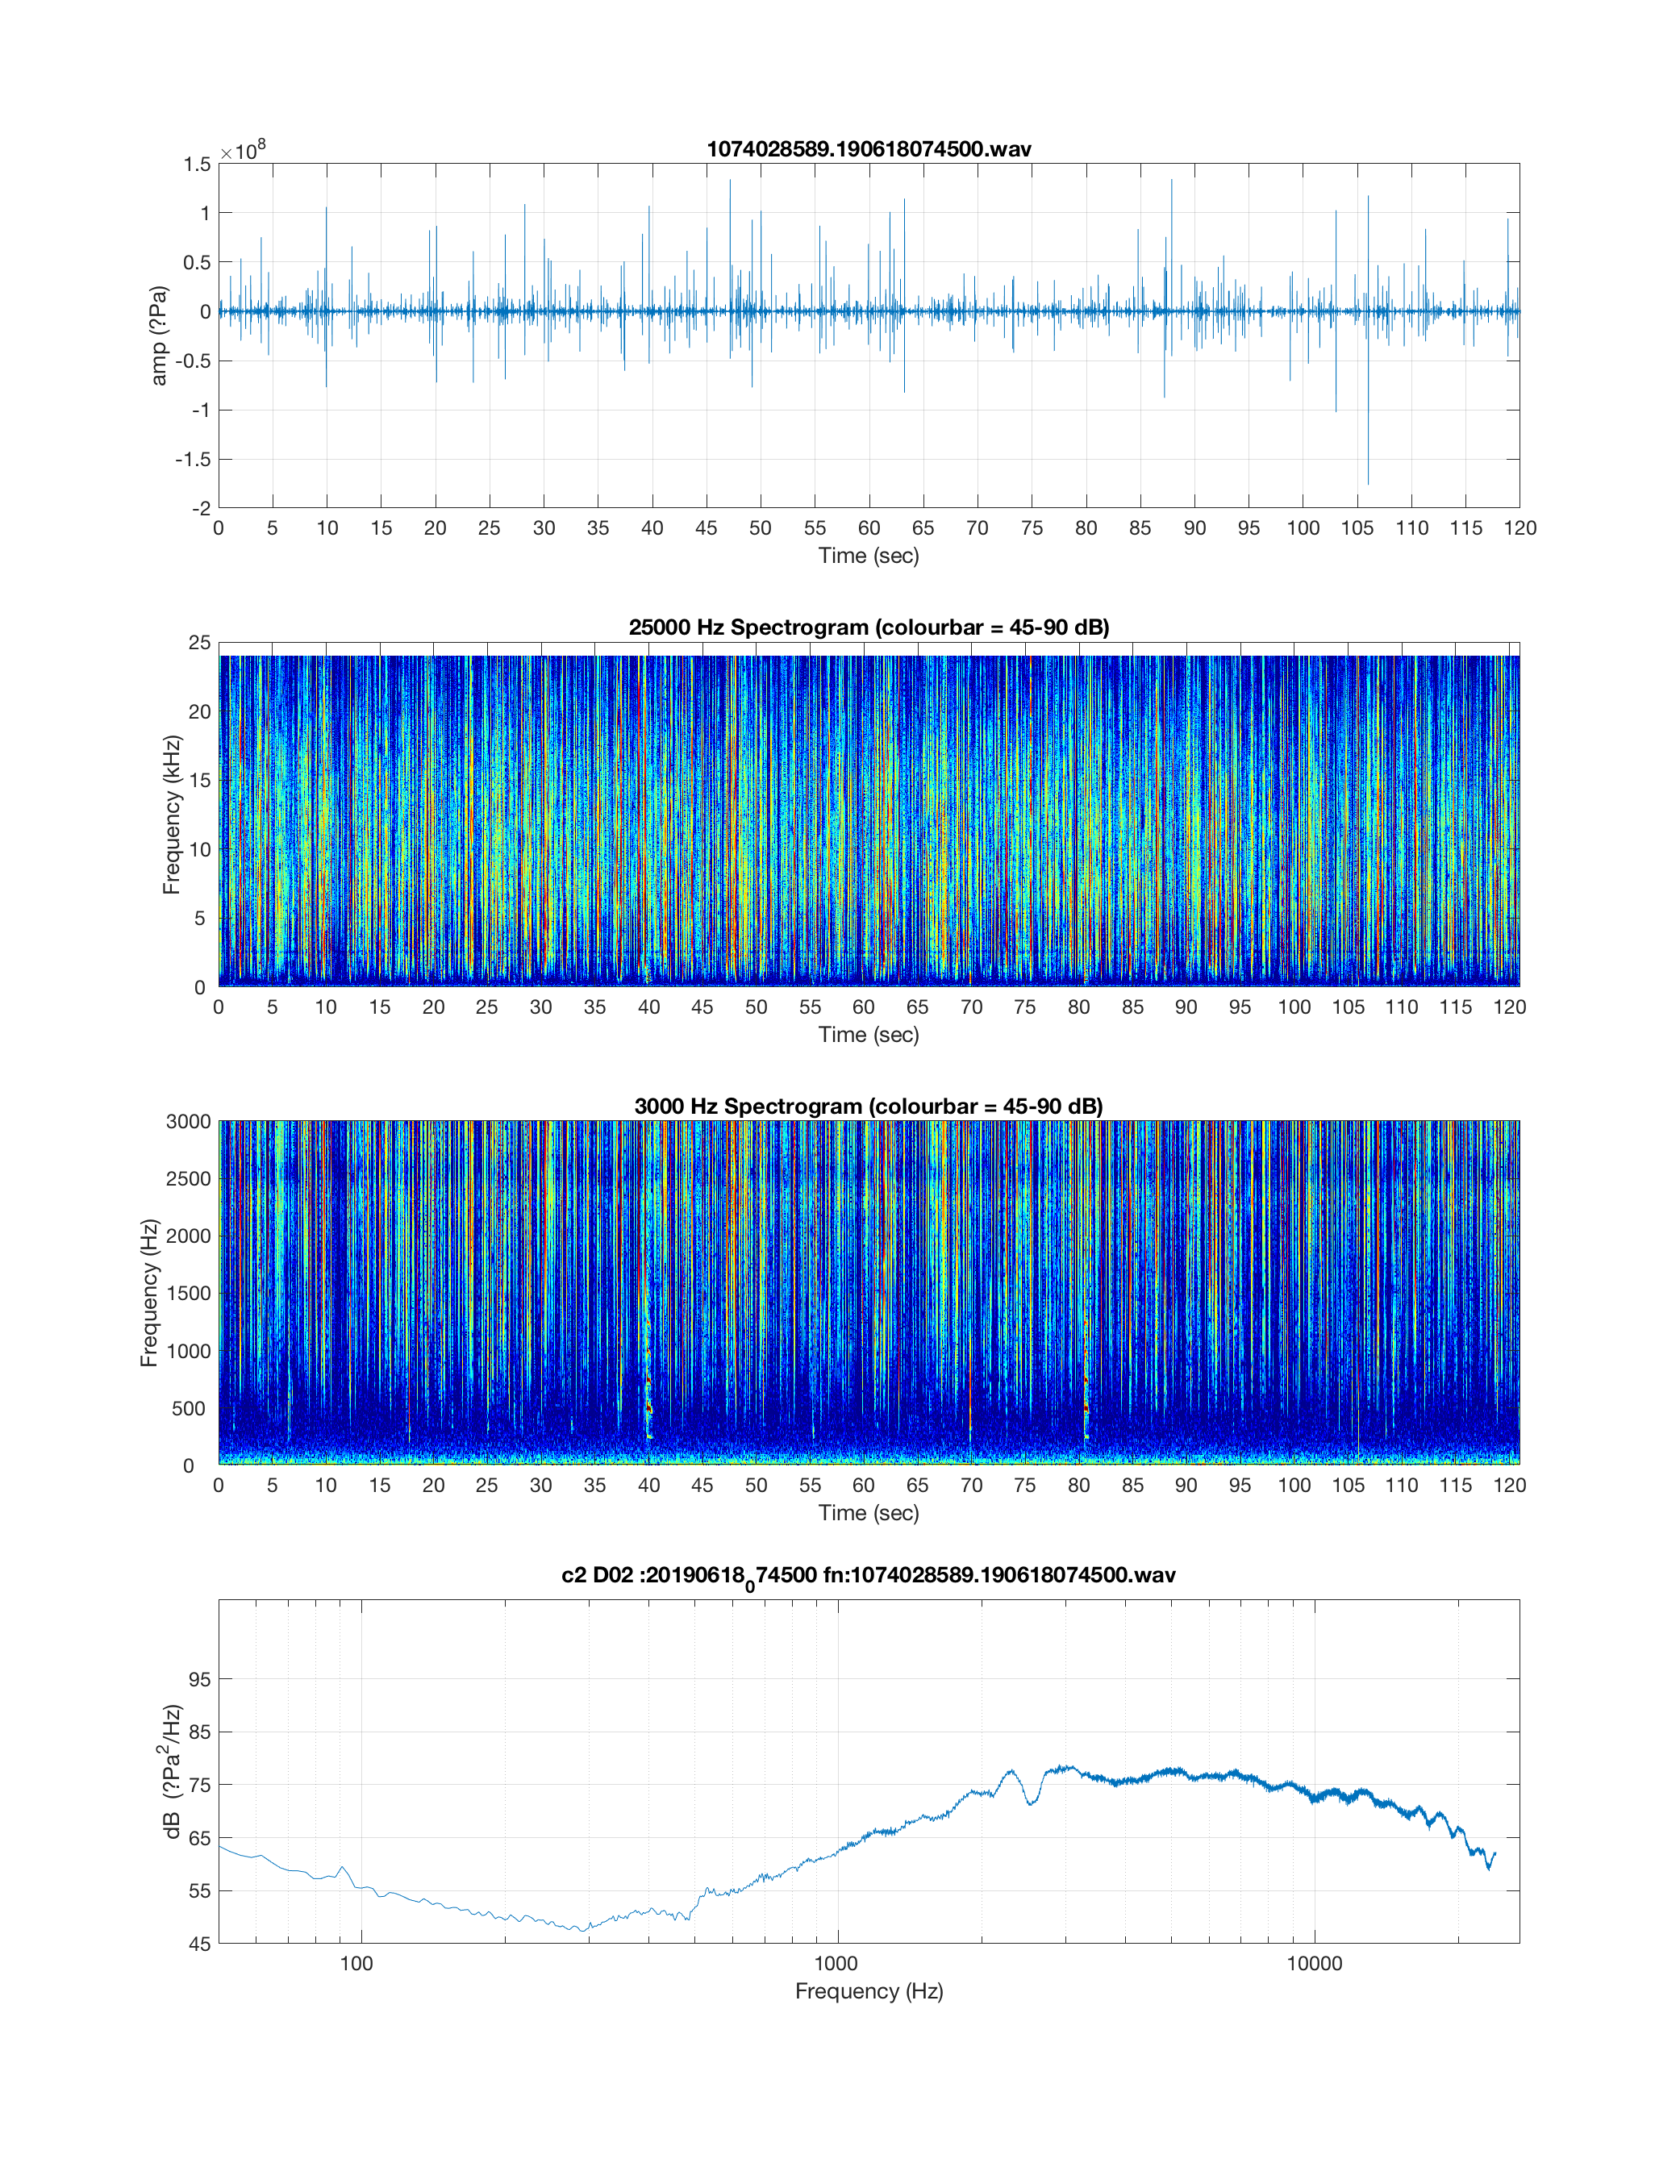 1074028589.190618074500.wav
×10⁸
1.5
1
0.5
0
-0.5
-1
-1.5
-2
amp (?Pa)
0 5 10 15 20 25 30 35 40 45 50 55 60 65 70 75 80 85 90 95 100 105 110 115 120
Time (sec)
25000 Hz Spectrogram (colourbar = 45-90 dB)
25
20
15
10
5
0
Frequency (kHz)
0 5 10 15 20 25 30 35 40 45 50 55 60 65 70 75 80 85 90 95 100 105 110 115 120
Time (sec)
3000 Hz Spectrogram (colourbar = 45-90 dB)
3000
2500
2000
1500
1000
500
0
Frequency (Hz)
0 5 10 15 20 25 30 35 40 45 50 55 60 65 70 75 80 85 90 95 100 105 110 115 120
Time (sec)
c2 D02 :20190618₀74500 fn:1074028589.190618074500.wav
95
85
75
65
55
45
dB (?Pa²/Hz)
100 1000 10000
Frequency (Hz)